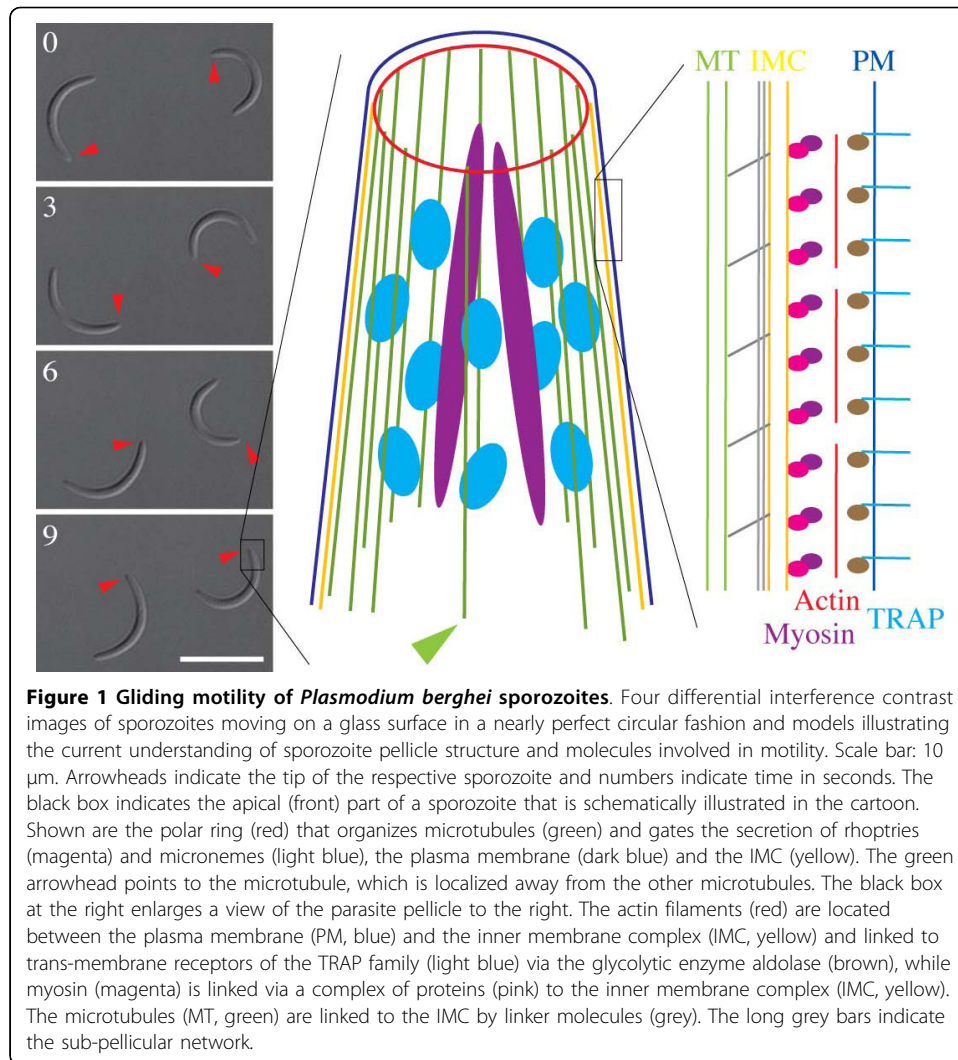 0
3
6
9
MT IMC PM
Actin
Myosin TRAP
Figure 1 Gliding motility of Plasmodium berghei sporozoites. Four differential interference contrast
images of sporozoites moving on a glass surface in a nearly perfect circular fashion and models illustrating
the current understanding of sporozoite pellicle structure and molecules involved in motility. Scale bar: 10
μm. Arrowheads indicate the tip of the respective sporozoite and numbers indicate time in seconds. The
black box indicates the apical (front) part of a sporozoite that is schematically illustrated in the cartoon.
Shown are the polar ring (red) that organizes microtubules (green) and gates the secretion of rhoptries
(magenta) and micronemes (light blue), the plasma membrane (dark blue) and the IMC (yellow). The green
arrowhead points to the microtubule, which is localized away from the other microtubules. The black box
at the right enlarges a view of the parasite pellicle to the right. The actin filaments (red) are located
between the plasma membrane (PM, blue) and the inner membrane complex (IMC, yellow) and linked to
trans-membrane receptors of the TRAP family (light blue) via the glycolytic enzyme aldolase (brown), while
myosin (magenta) is linked via a complex of proteins (pink) to the inner membrane complex (IMC, yellow).
The microtubules (MT, green) are linked to the IMC by linker molecules (grey). The long grey bars indicate
the sub-pellicular network.